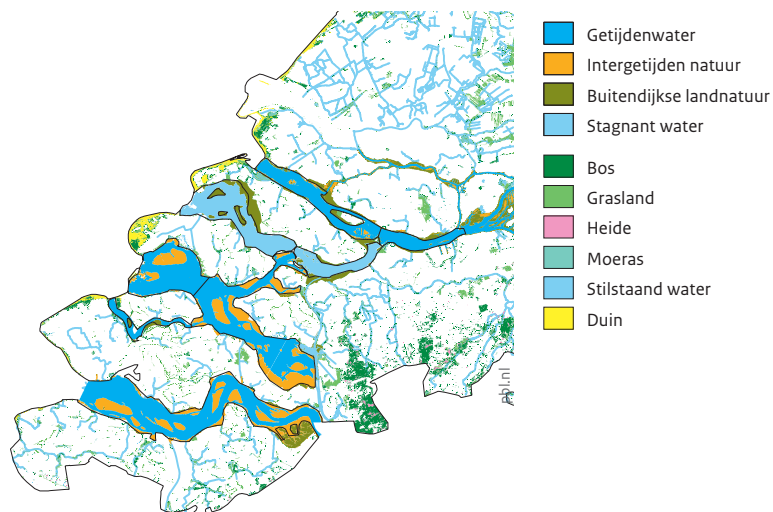 Getijdenwater
Intergetijden natuur
Buitendijkse landnatuur
Stagnant water
Bos
Grasland
Heide
Moeras
Stilstaand water
Duin
pbl.nl